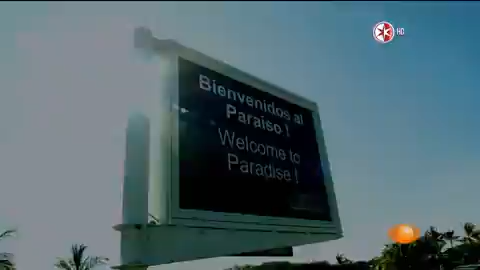 Bienvenidos al
Paraiso !
Welcome to
Paradise !
HD